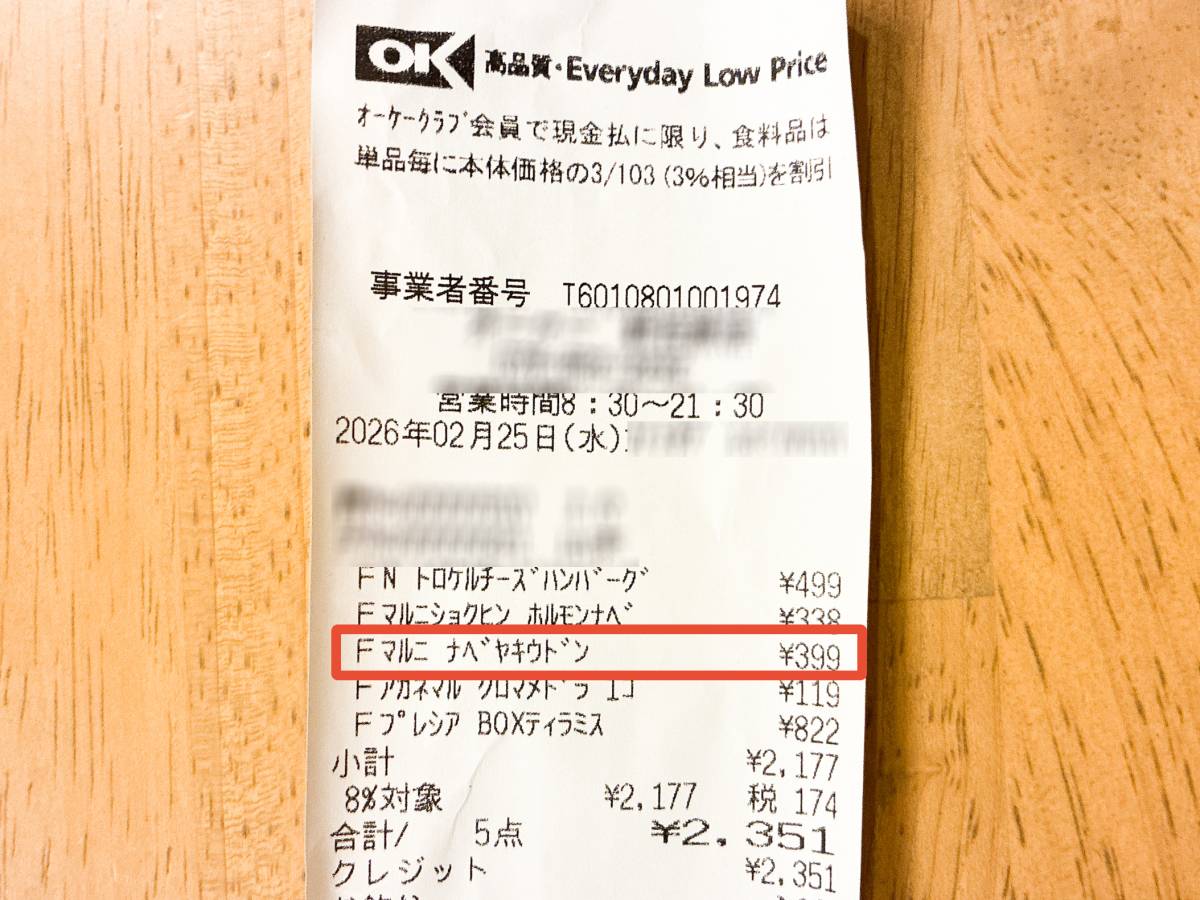 OK 高品質・Everyday Low Price
オーケークラブ会員で現金払に限り、食料品は
単品毎に本体価格の3/103(3%相当)を割引
事業者番号 T6010801001974
営業時間8:30〜21:30
2026年02月25日(水)
F N トロケルチーズハンバーグ ¥499
F マルニショクヒン ホルモンナベ ¥338
F マルニ ナベヤキウドン ¥399
F アカネマル クロマメドラ 1コ ¥119
F プレシア BOXティラミス ¥822
小計 ¥2,177
8%対象 ¥2,177 税 174
合計/ 5点 ¥2,351
クレジット ¥2,351